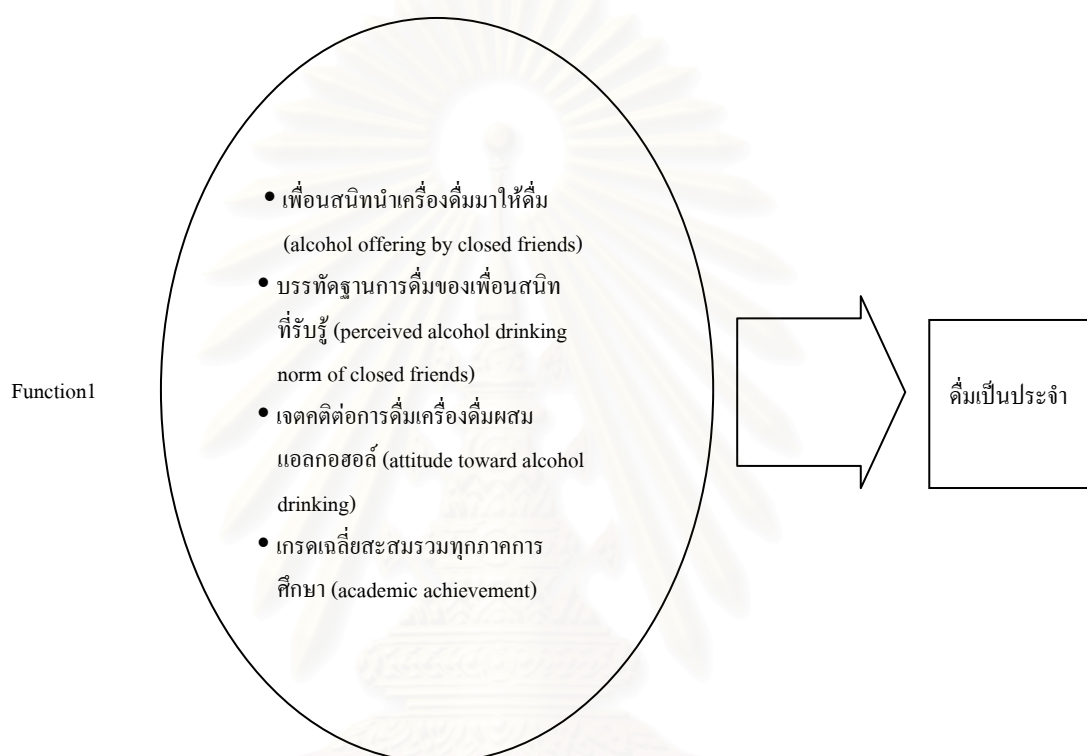 • เพื่อนสนิทนำเครื่องดื่มมาให้ดื่ม
(alcohol offering by closed friends)
• บรรทัดฐานการดื่มของเพื่อนสนิท
ที่รับรู้ (perceived alcohol drinking
norm of closed friends)
Function1
• เจตคติต่อการดื่มเครื่องดื่มผสม
แอลกอฮอล์ (attitude toward alcohol
drinking)
• เกรดเฉลี่ยสะสมรวมทุกภาคการ
ศึกษา (academic achievement)
ดื่มเป็นประจำ